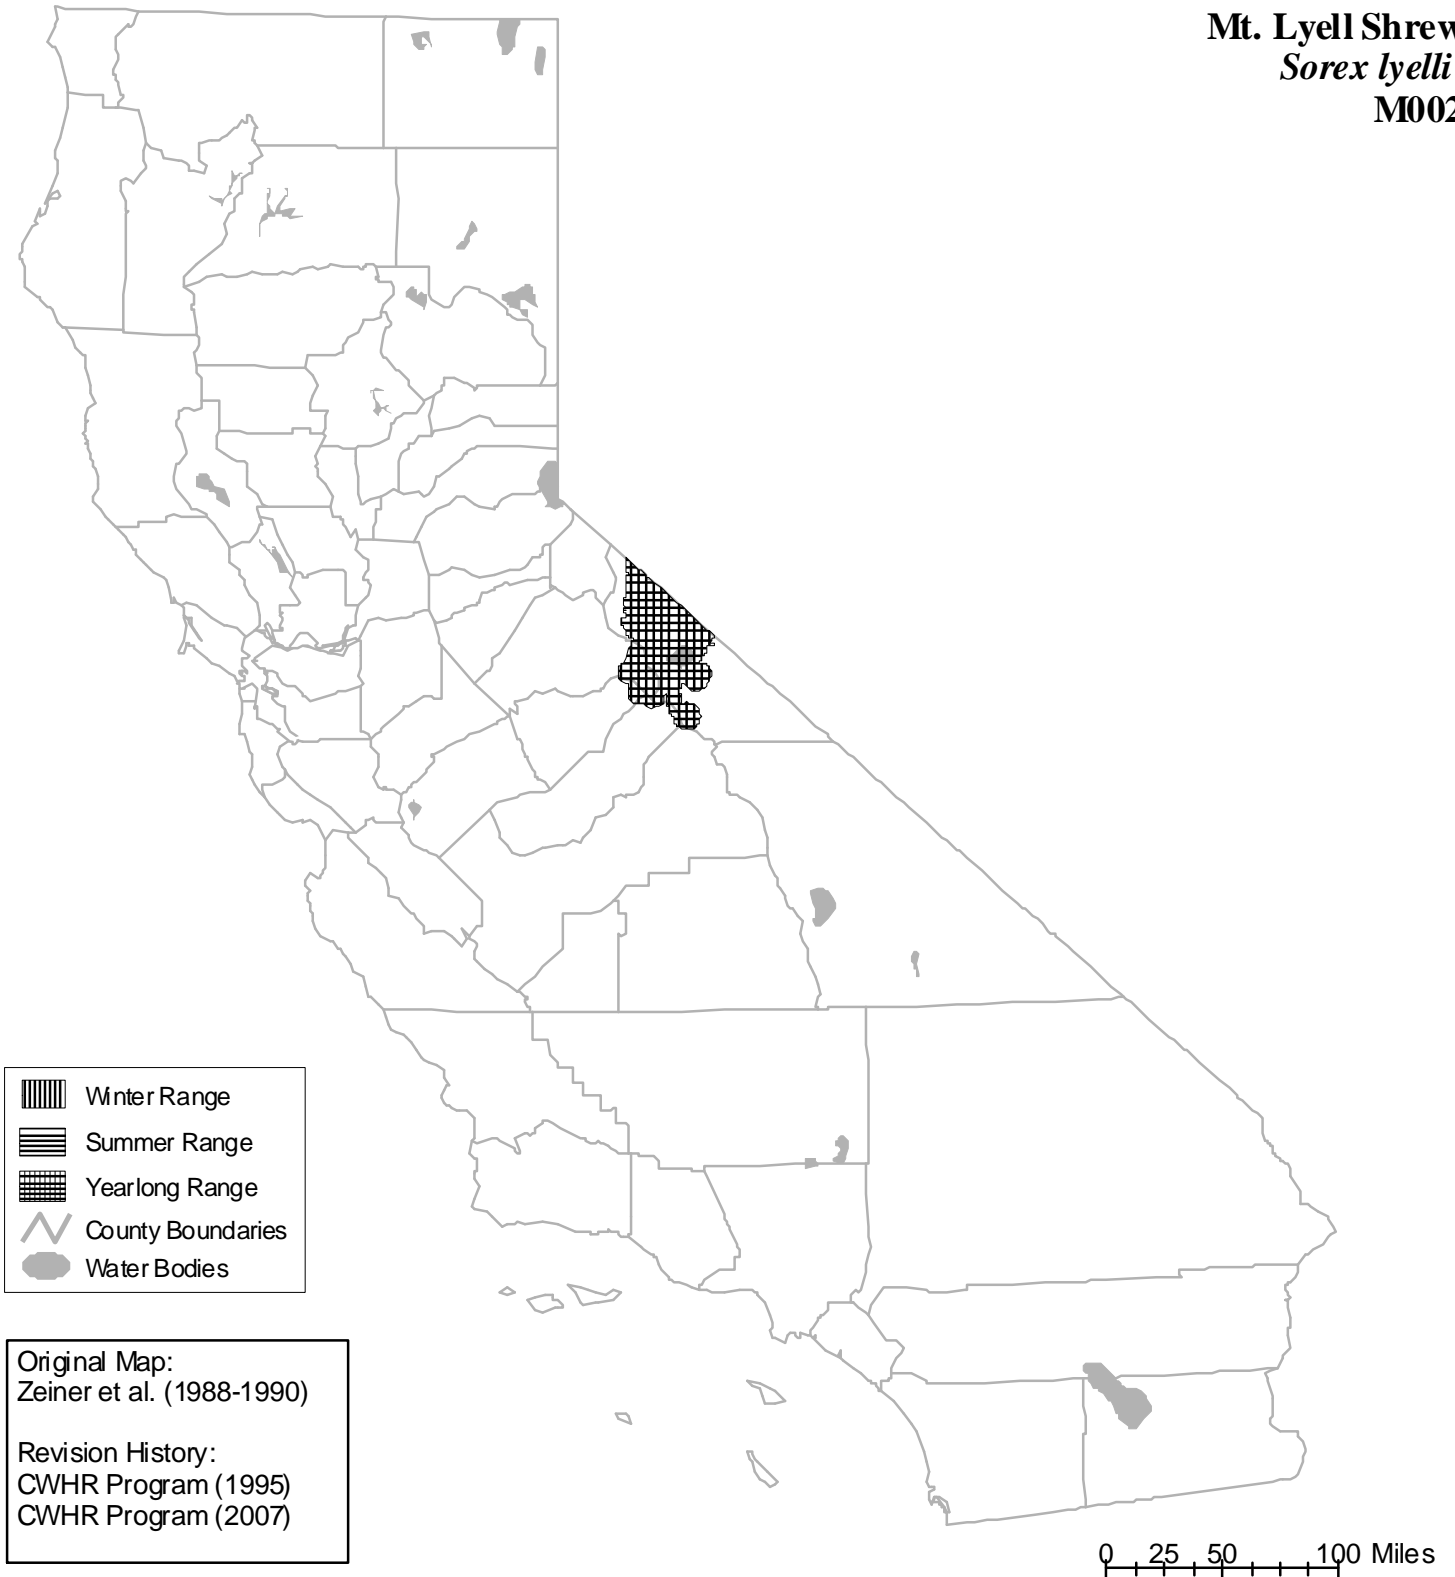 Mt. Lyell Shrew
Sorex lyelli
M002
Winter Range
Summer Range
Yearlong Range
County Boundaries
Water Bodies
Original Map:
Zeiner et al. (1988-1990)
Revision History:
CWHR Program (1995)
CWHR Program (2007)
0 25 50 100 Miles